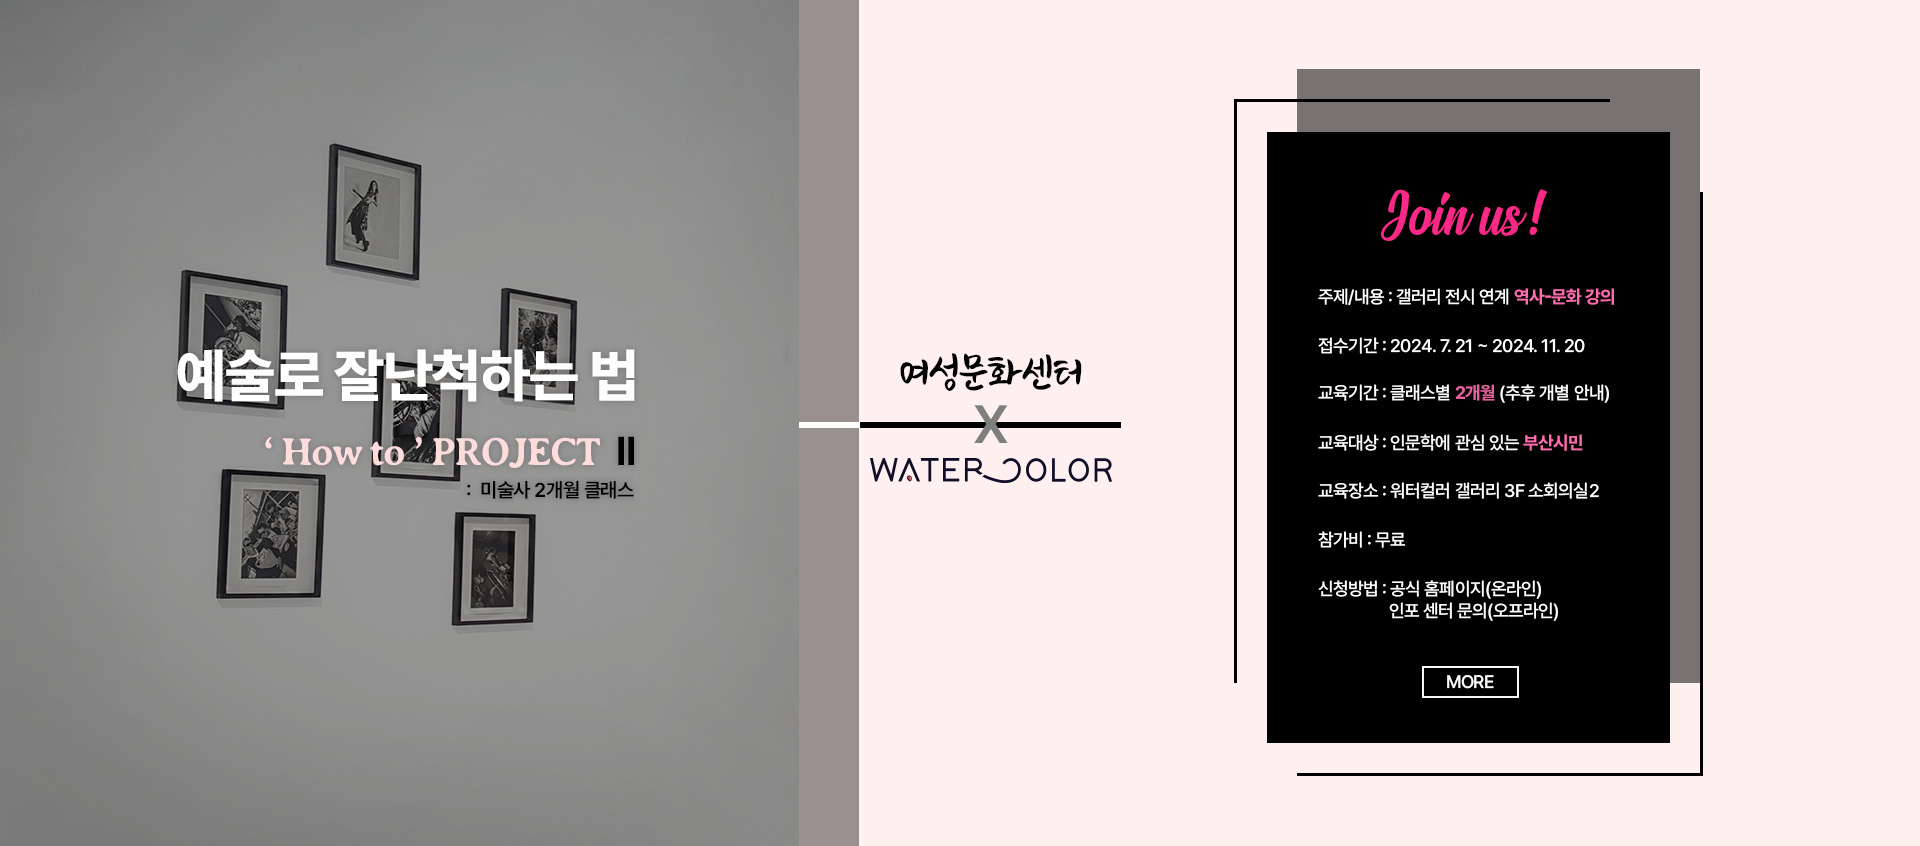 예술로 잘난척하는 법
‘ How to ’ PROJECT Ⅱ
: 미술사 2개월 클래스
여성문화센터
X
WATERCOLOR
Join us!
주제/내용 : 갤러리 전시 연계 역사-문화 강의
접수기간 : 2024. 7. 21 ~ 2024. 11. 20
교육기간 : 클래스별 2개월 (추후 개별 안내)
교육대상 : 인문학에 관심 있는 부산시민
교육장소 : 워터컬러 갤러리 3F 소회의실2
참가비 : 무료
신청방법 : 공식 홈페이지(온라인)
인포 센터 문의(오프라인)
MORE